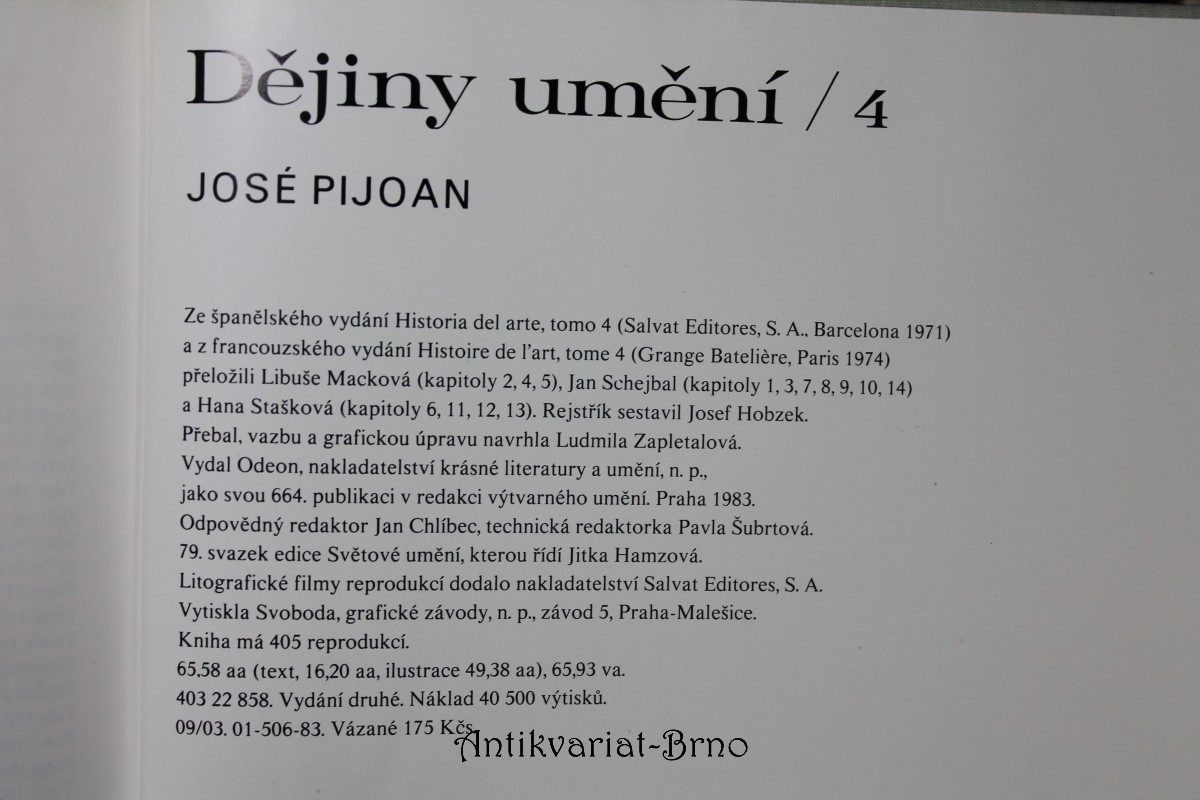 Dějiny umění / 4
JOSÉ PIJOAN
Ze španělského vydání Historia del arte, tomo 4 (Salvat Editores, S. A., Barcelona 1971)
a z francouzského vydání Histoire de l'art, tome 4 (Grange Batelière, Paris 1974)
přeložili Libuše Macková (kapitoly 2, 4, 5), Jan Schejbal (kapitoly 1, 3, 7, 8, 9, 10, 14)
a Hana Stašková (kapitoly 6, 11, 12, 13). Rejstřík sestavil Josef Hobzek.
Přebal, vazbu a grafickou úpravu navrhla Ludmila Zapletalová.
Vydal Odeon, nakladatelství krásné literatury a umění, n. p.,
jako svou 664. publikaci v redakci výtvarného umění. Praha 1983.
Odpovědný redaktor Jan Chlíbec, technická redaktorka Pavla Šubrtová.
79. svazek edice Světové umění, kterou řídí Jitka Hamzová.
Litografické filmy reprodukcí dodalo nakladatelství Salvat Editores, S. A.
Vytiskla Svoboda, grafické závody, n. p., závod 5, Praha-Malešice.
Kniha má 405 reprodukcí.
65,58 aa (text, 16,20 aa, ilustrace 49,38 aa), 65,93 va.
403 22 858. Vydání druhé. Náklad 40 500 výtisků.
09/03. 01-506-83. Vázané 175 Kčs
Antikvariat-Brno